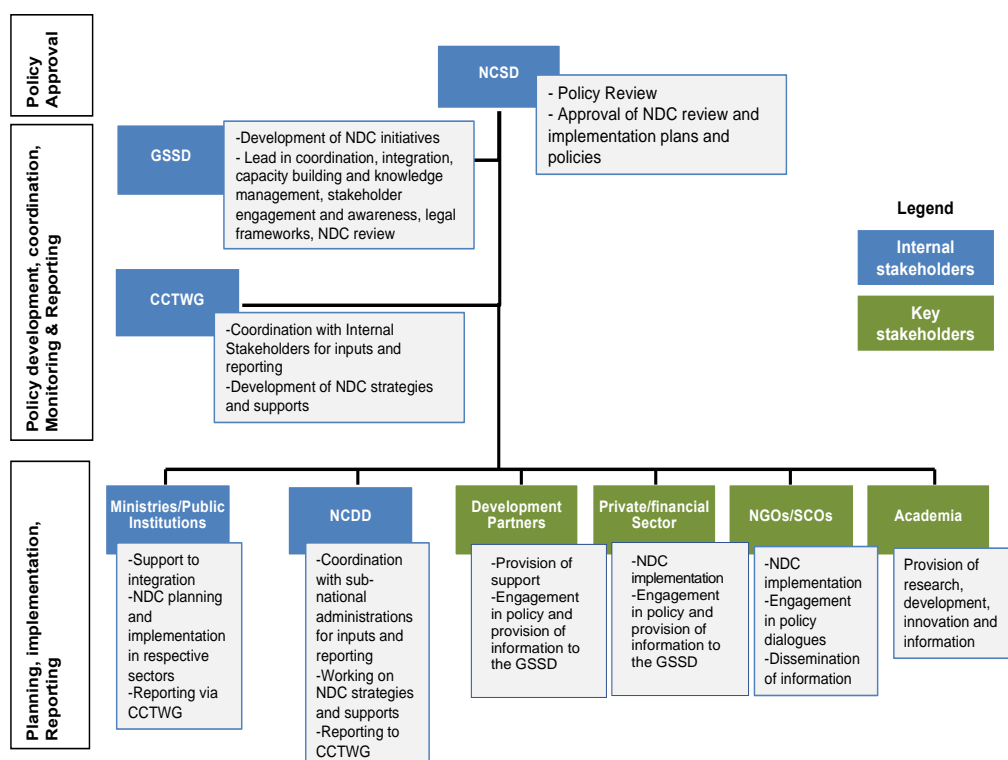 Policy
Approval
NCSD
- Policy Review
- Approval of NDC review and
implementation plans and
policies
Policy development, coordination,
Monitoring & Reporting
GSSD
-Development of NDC initiatives
- Lead in coordination, integration,
capacity building and knowledge
management, stakeholder
engagement and awareness, legal
frameworks, NDC review
CCTWG
-Coordination with Internal
Stakeholders for inputs and
reporting
-Development of NDC strategies
and supports
Legend
Internal
stakeholders
Key
stakeholders
Planning, implementation,
Reporting
Ministries/Public
Institutions
-Support to
integration
-NDC planning
and
implementation
in respective
sectors
-Reporting via
CCTWG
NCDD
-Coordination
with sub-
national
administrations
for inputs and
reporting
-Working on
NDC strategies
and supports
-Reporting to
CCTWG
Development
Partners
-Provision of
support
-Engagement
in policy and
provision of
information to
the GSSD
Private/financial
Sector
-NDC
implementation
-Engagement in
policy and
provision of
information to
the GSSD
NGOs/SCOs
-NDC
implementation
-Engagement
in policy
dialogues
-Dissemination
of information
Academia
Provision of
research,
development,
innovation and
information